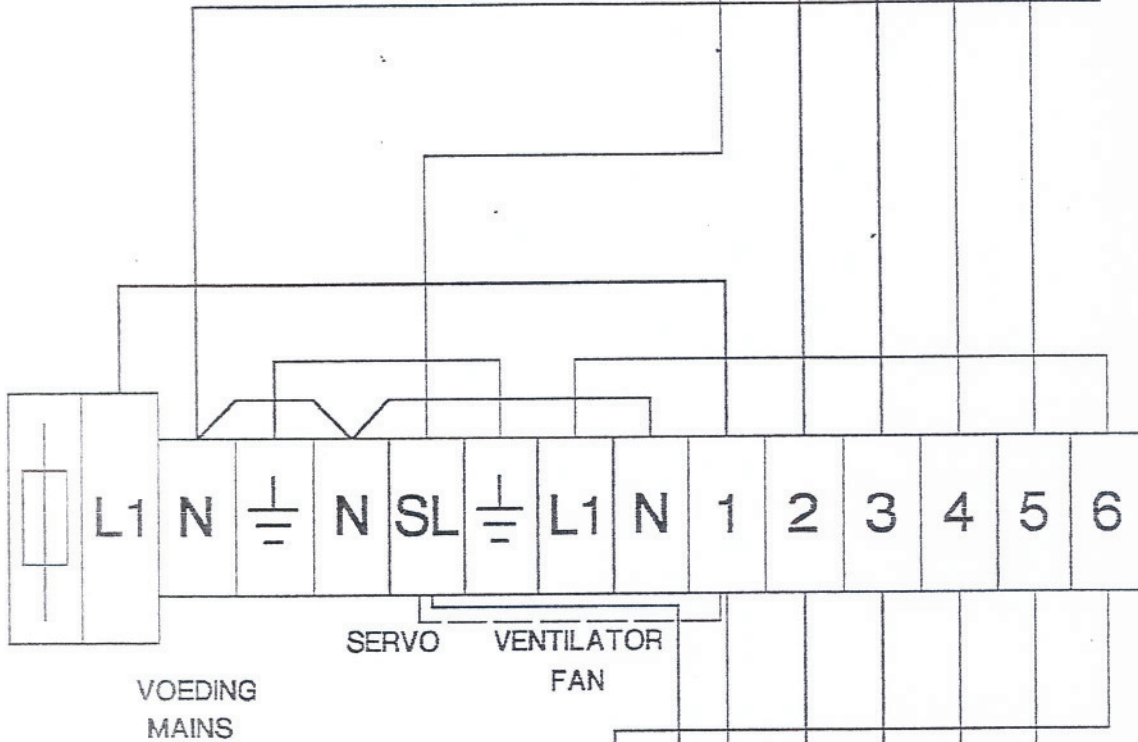 L1 N N SL L1 N 1 2 3 4 5 6
SERVO VENTILATOR
FAN
VOEDING
MAINS